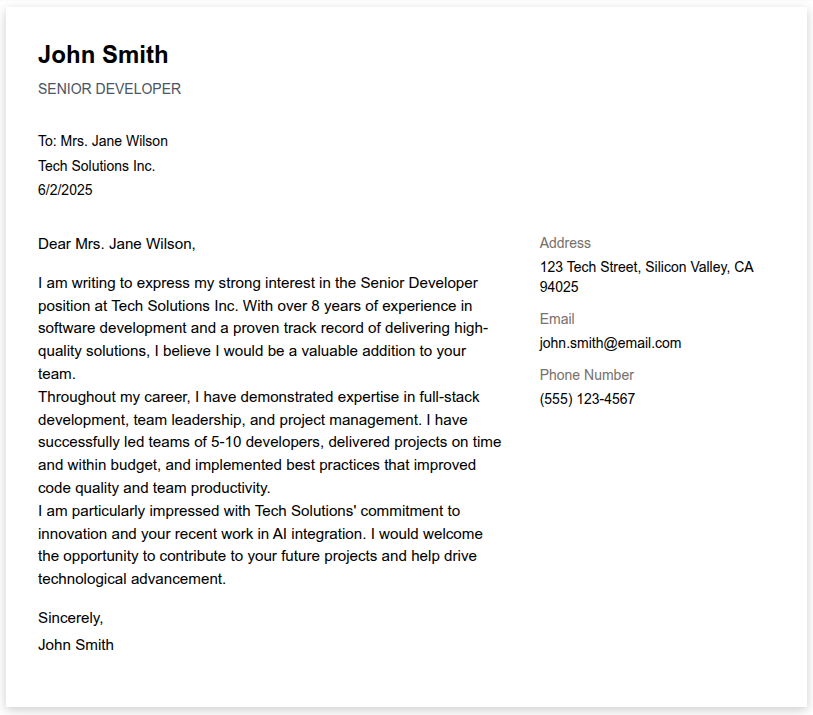 John Smith
SENIOR DEVELOPER
To: Mrs. Jane Wilson
Tech Solutions Inc.
6/2/2025
Dear Mrs. Jane Wilson,
I am writing to express my strong interest in the Senior Developer
position at Tech Solutions Inc. With over 8 years of experience in
software development and a proven track record of delivering high-
quality solutions, I believe I would be a valuable addition to your
team.
Throughout my career, I have demonstrated expertise in full-stack
development, team leadership, and project management. I have
successfully led teams of 5-10 developers, delivered projects on time
and within budget, and implemented best practices that improved
code quality and team productivity.
I am particularly impressed with Tech Solutions' commitment to
innovation and your recent work in AI integration. I would welcome
the opportunity to contribute to your future projects and help drive
technological advancement.
Sincerely,
John Smith
Address
123 Tech Street, Silicon Valley, CA
94025
Email
john.smith@email.com
Phone Number
(555) 123-4567